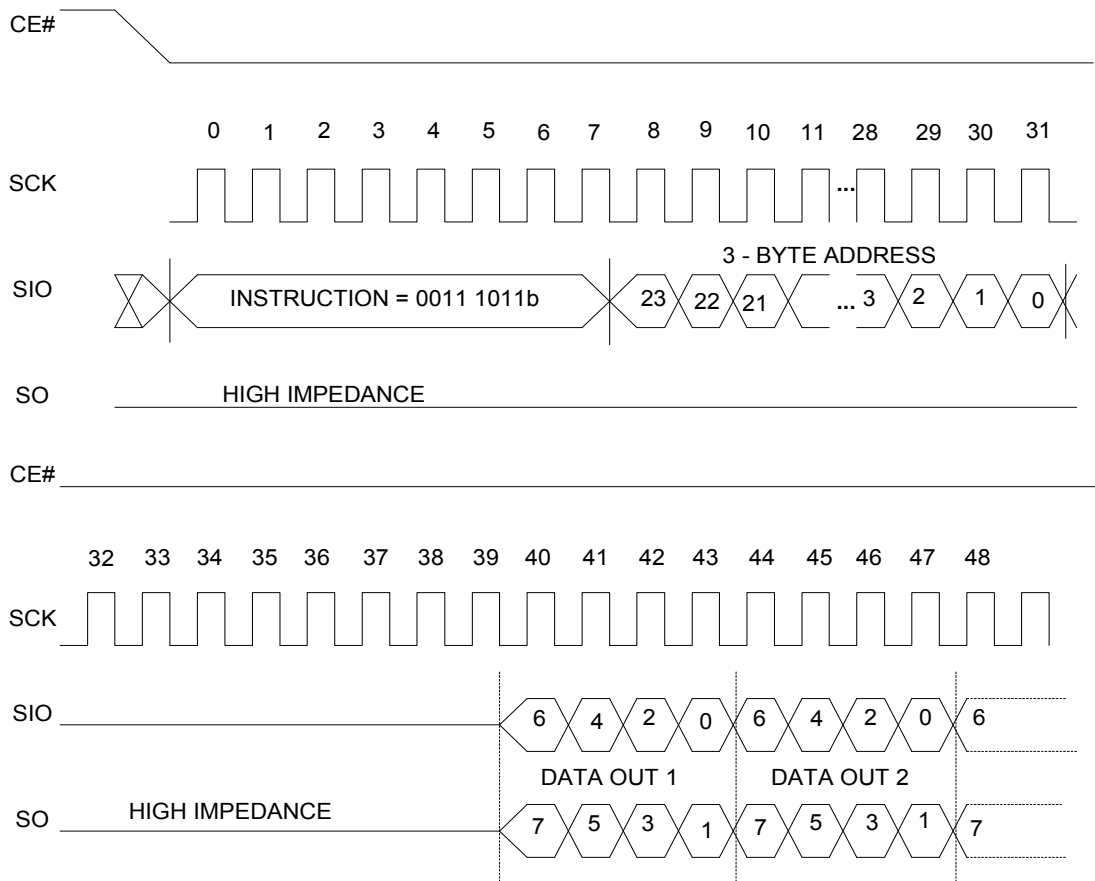 CE#
0 1 2 3 4 5 6 7 8 9 10 11 28 29 30 31
SCK ...
3 - BYTE ADDRESS
SIO INSTRUCTION = 0011 1011b 23 22 21 ... 3 2 1 0
SO HIGH IMPEDANCE
CE#
32 33 34 35 36 37 38 39 40 41 42 43 44 45 46 47 48
SCK
SIO 6 4 2 0 6 4 2 0 6
DATA OUT 1 DATA OUT 2
SO HIGH IMPEDANCE 7 5 3 1 7 5 3 1 7